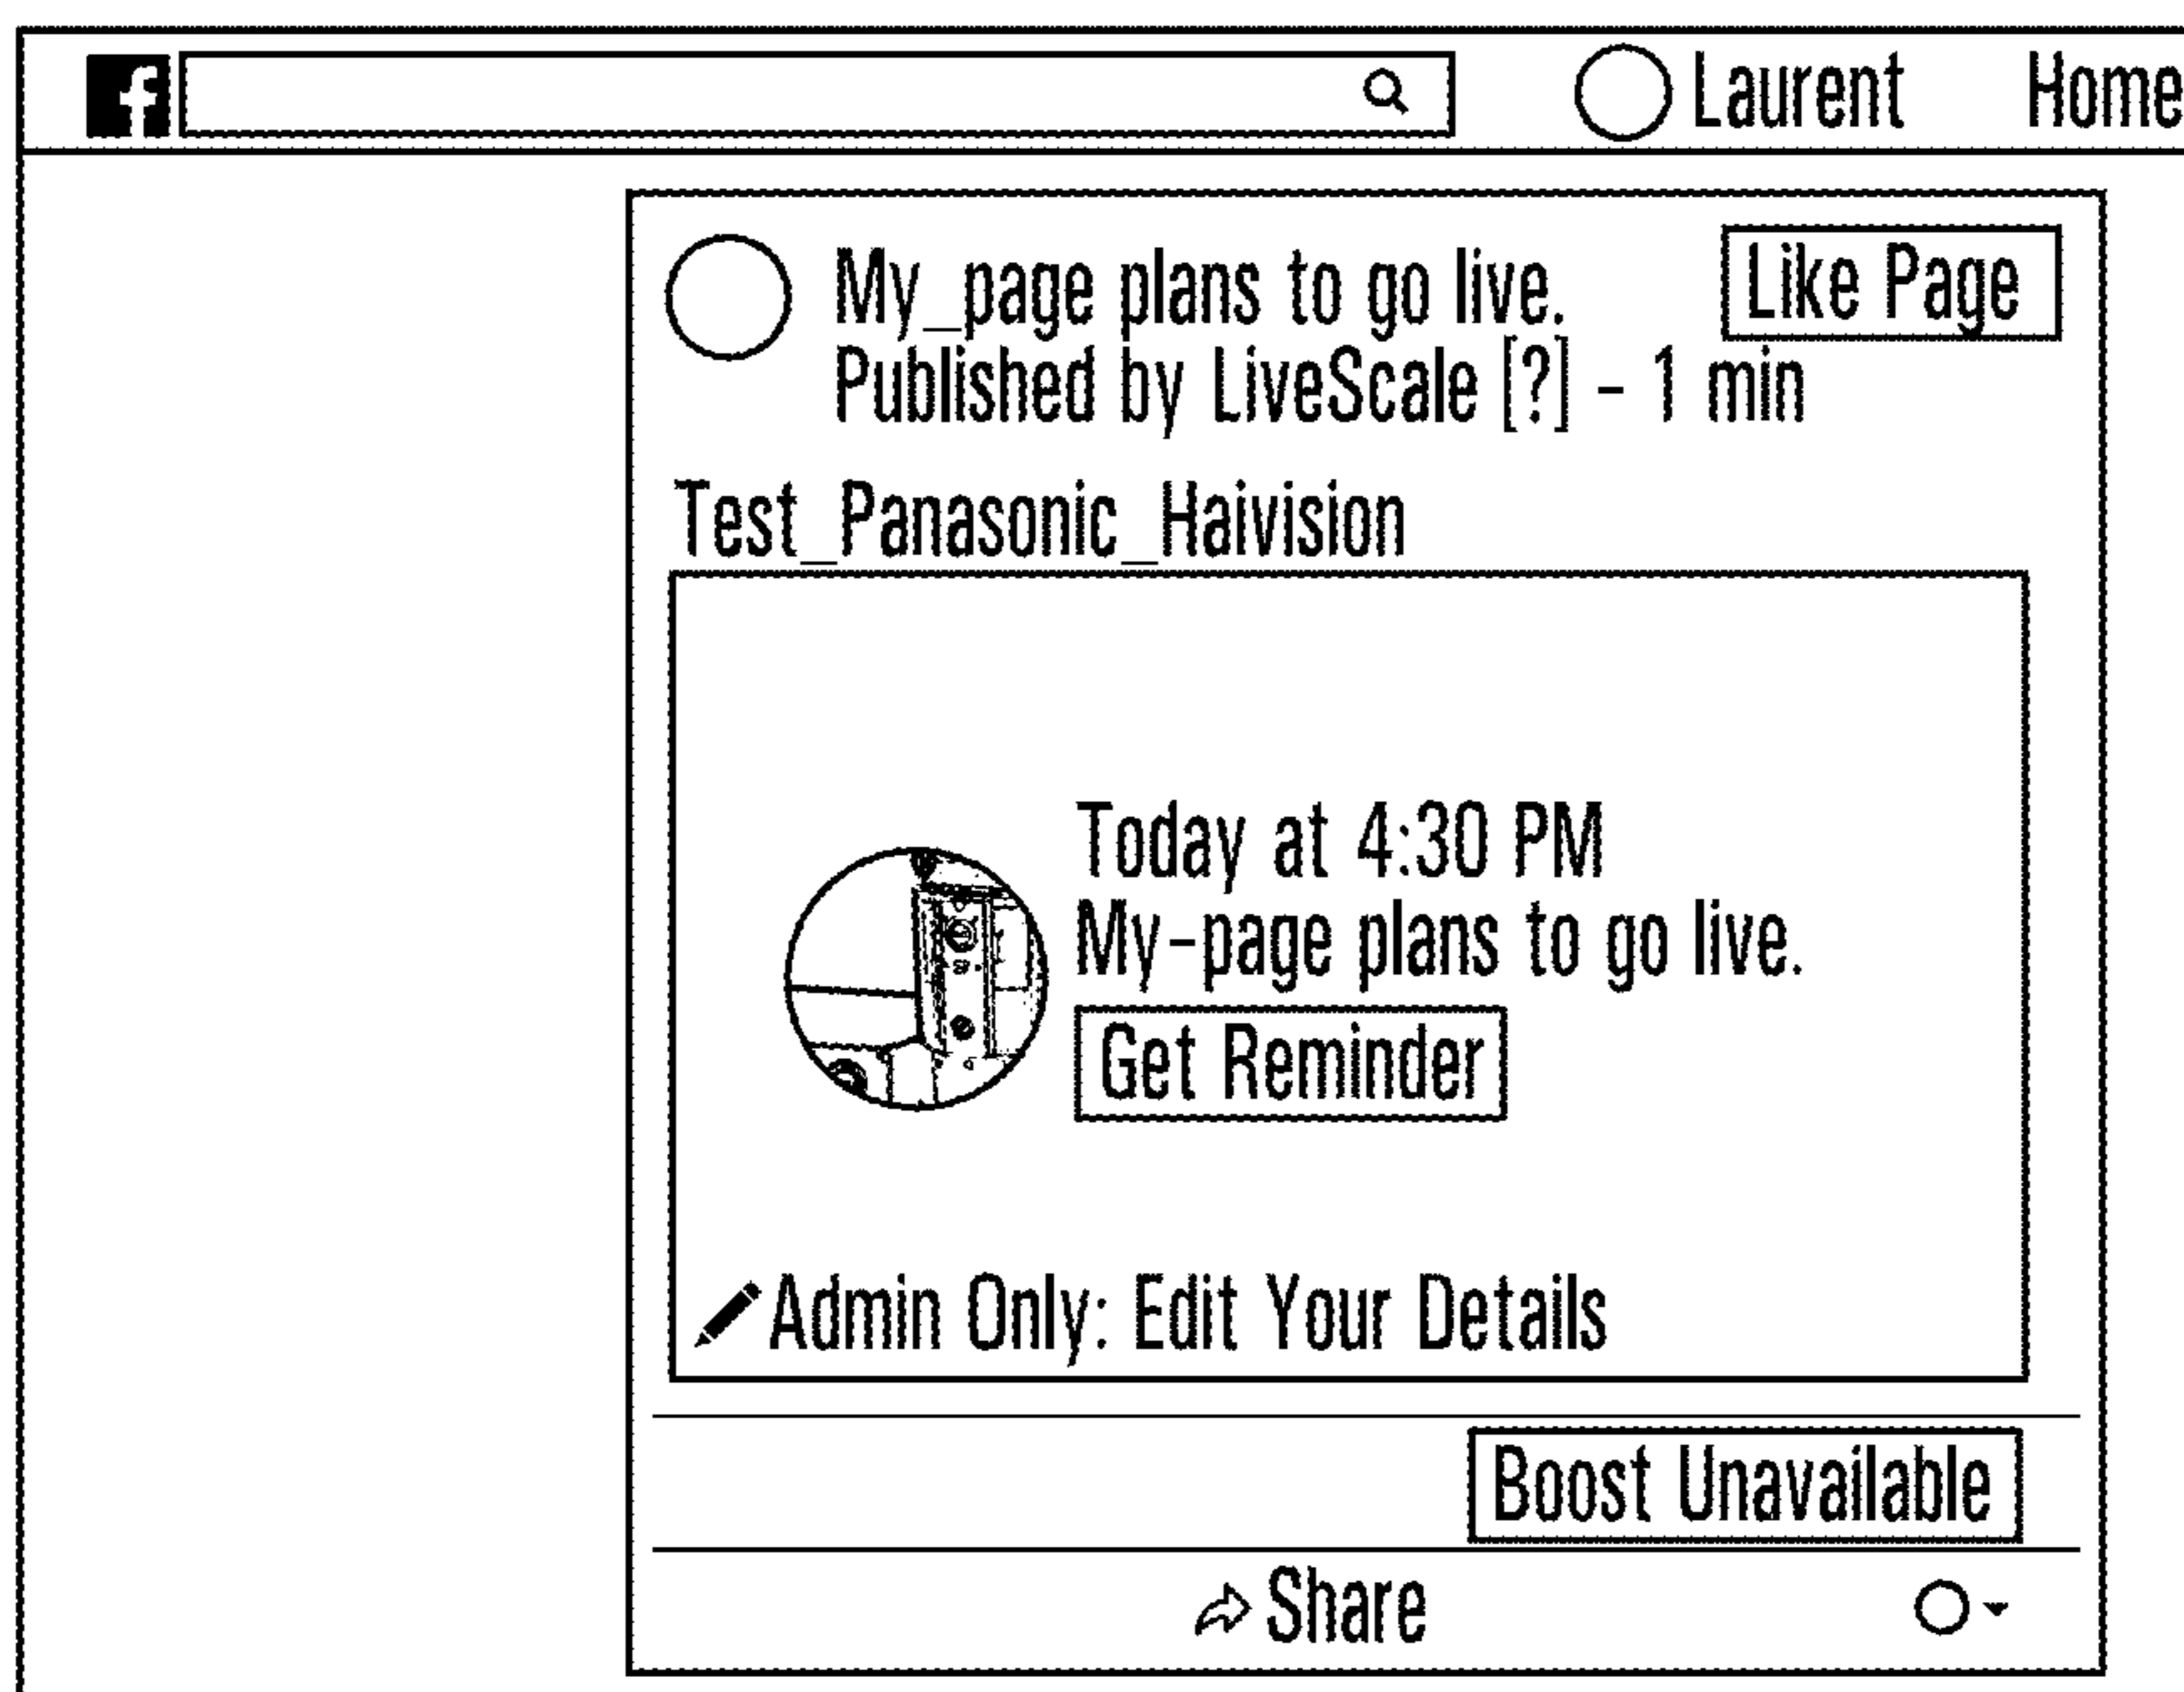 f Laurent Home
My_page plans to go live. Like Page
Published by LiveScale [?] - 1 min
Test_Panasonic_Haivision
Today at 4:30 PM
My-page plans to go live.
Get Reminder
Admin Only: Edit Your Details
Boost Unavailable
Share